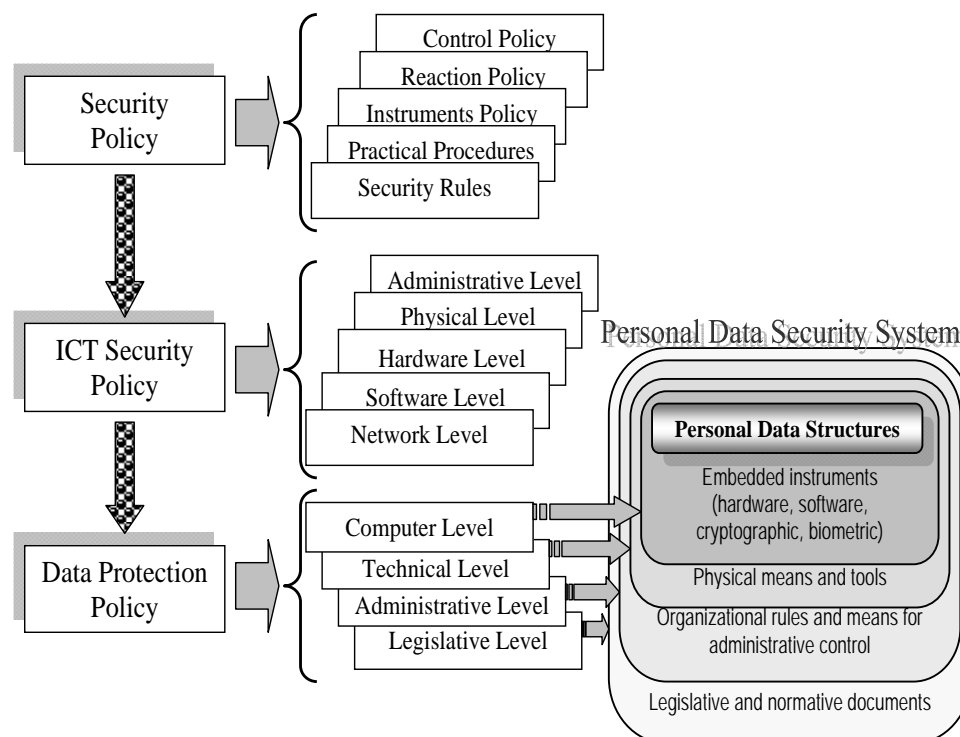 Security
Policy
Control Policy
Reaction Policy
Instruments Policy
Practical Procedures
Security Rules
ICT Security
Policy
Administrative Level
Physical Level
Hardware Level
Software Level
Network Level
Data Protection
Policy
Computer Level
Technical Level
Administrative Level
Legislative Level
Personal Data Security System
Personal Data Structures
Embedded instruments
(hardware, software,
cryptographic, biometric)
Physical means and tools
Organizational rules and means for
administrative control
Legislative and normative documents